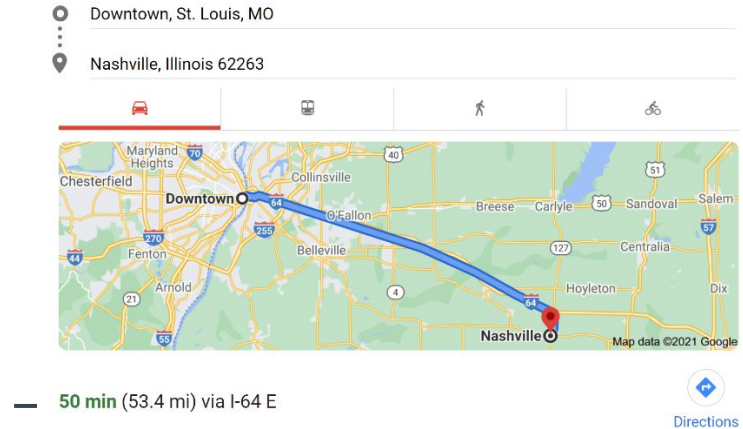 Downtown, St. Louis, MO
Nashville, Illinois 62263
Maryland
Heights
70
40
Collinsville
51
Chesterfield
Downtown
64
O'Fallon
Breese
Carlyle
50
Sandoval
Salem
255
57
270
127
Centralia
Fenton
Belleville
44
Arnold
4
Hoyleton
Dix
21
64
55
Nashville
Map data ©2021 Google
50 min (53.4 mi) via I-64 E
Directions